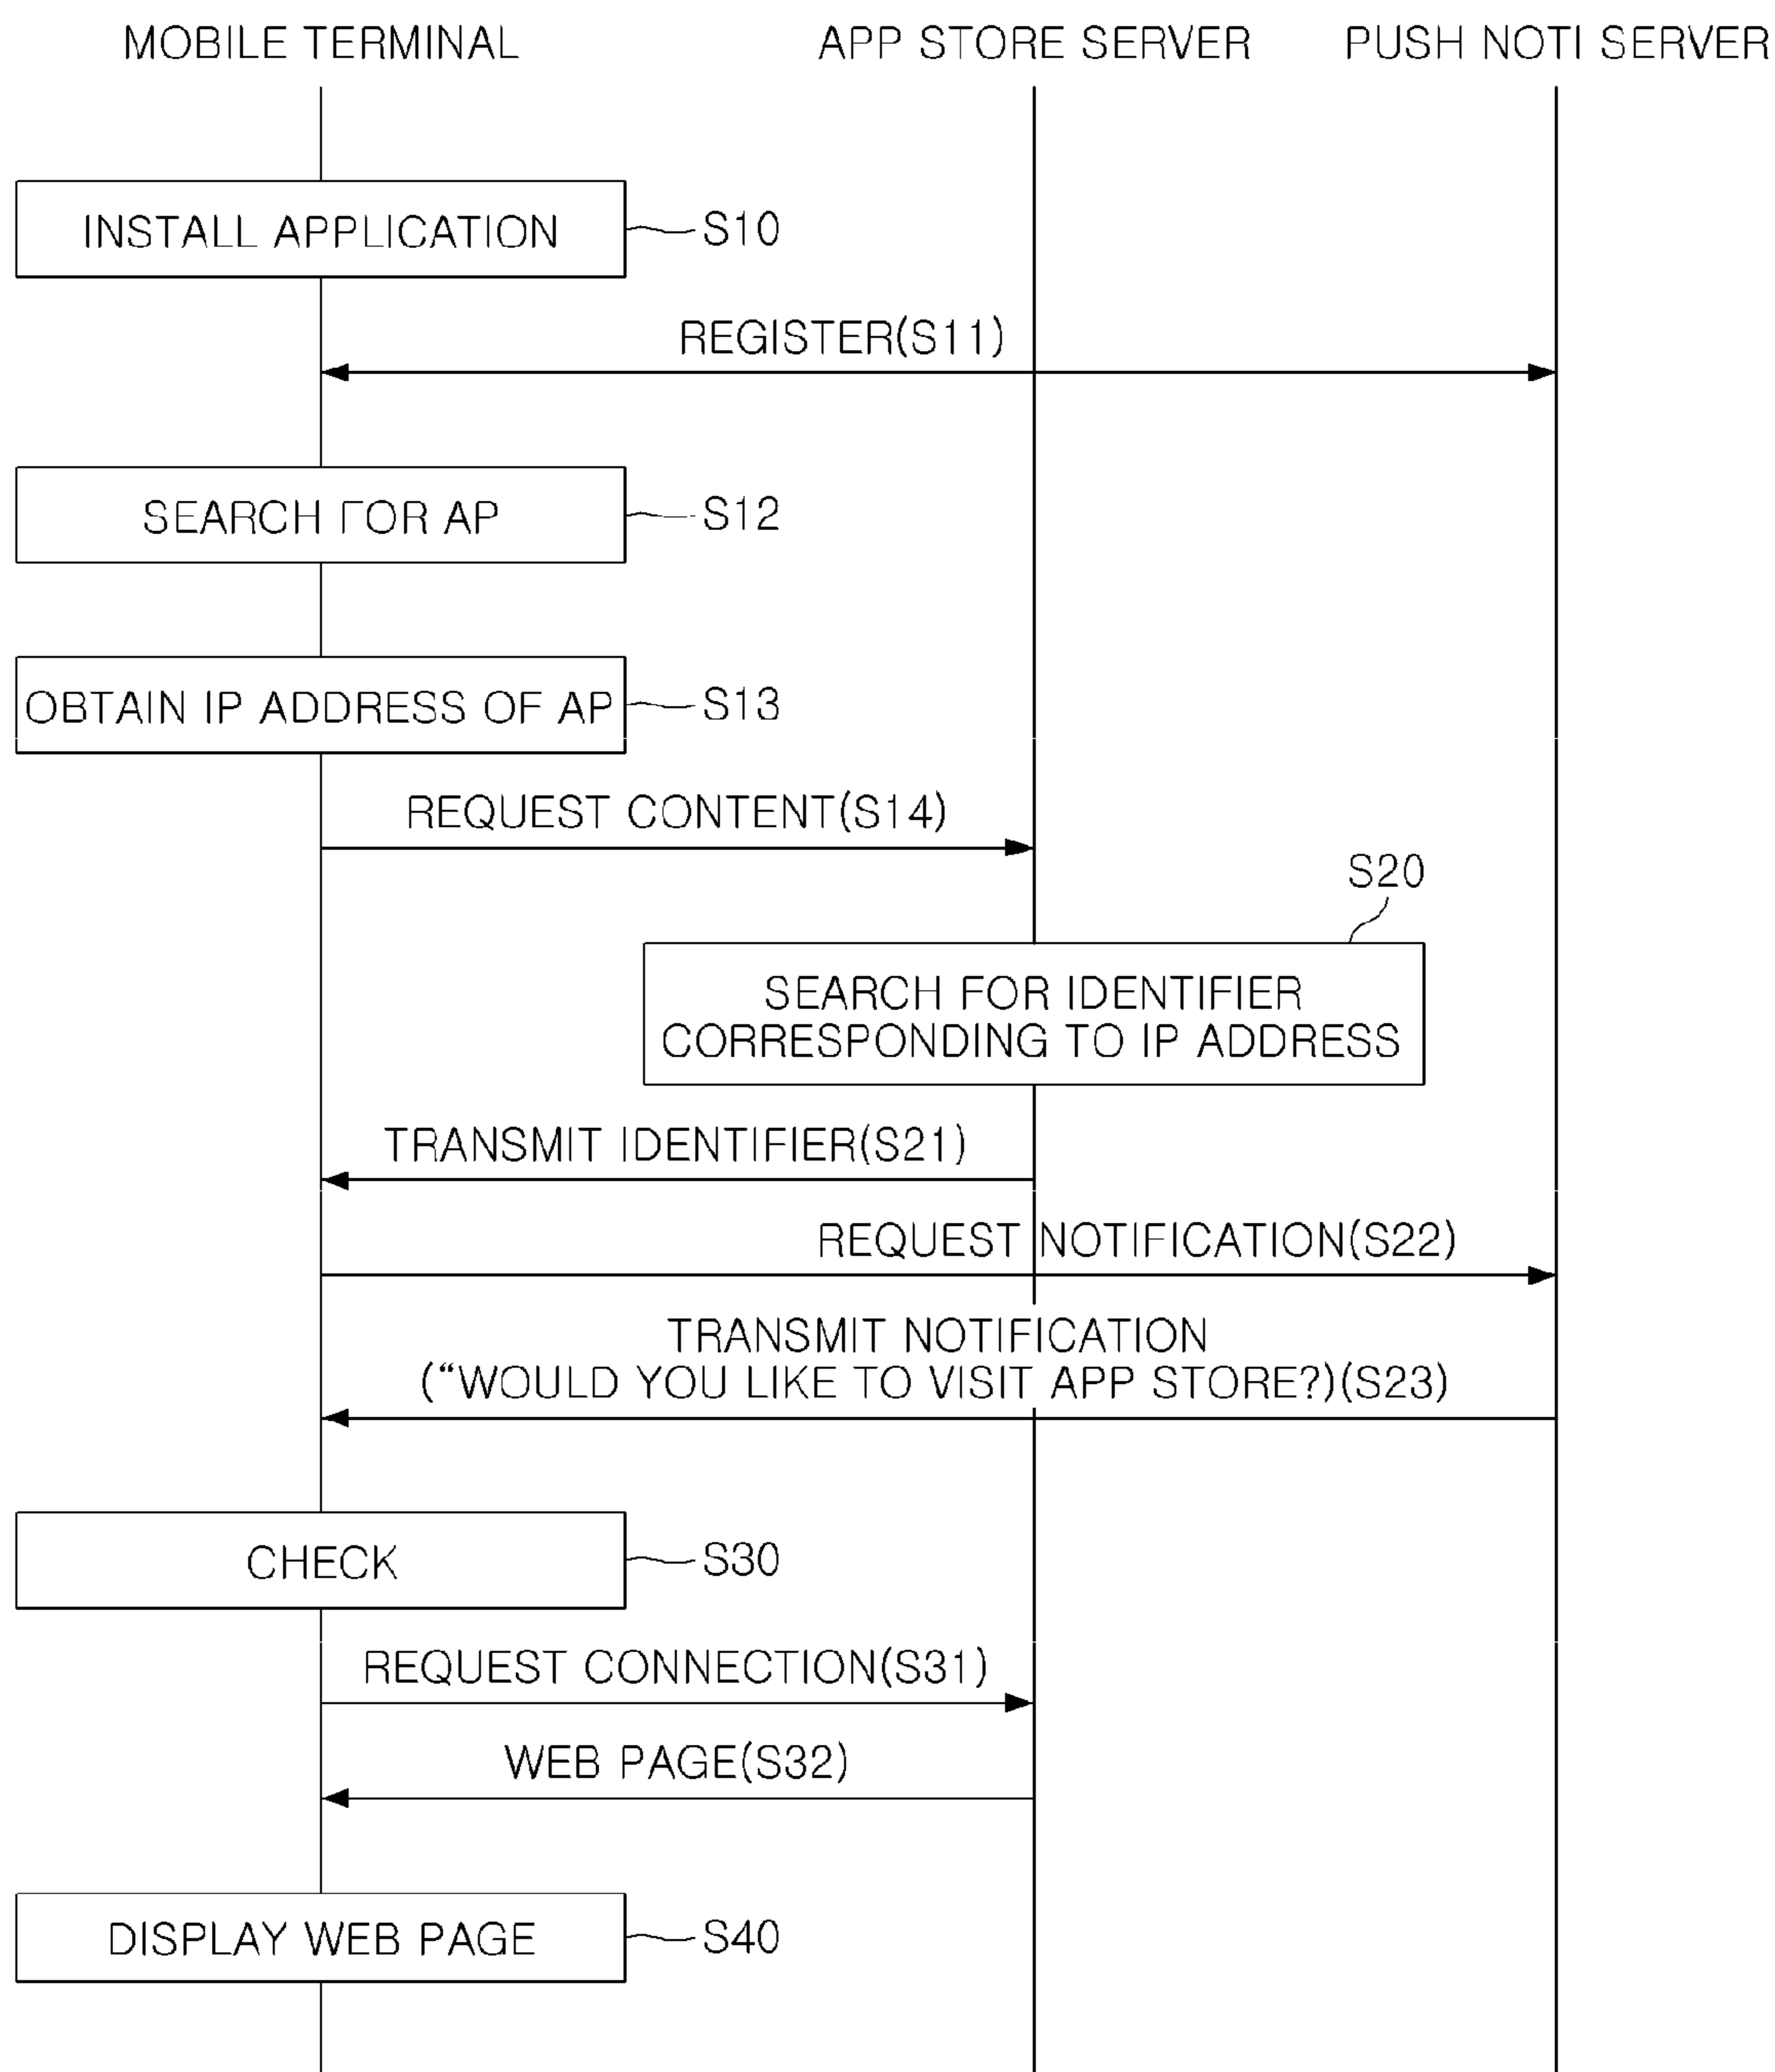 MOBILE TERMINAL
APP STORE SERVER
PUSH NOTI SERVER
INSTALL APPLICATION
S10
REGISTER(S11)
SEARCH FOR AP
S12
OBTAIN IP ADDRESS OF AP
S13
REQUEST CONTENT(S14)
S20
SEARCH FOR IDENTIFIER
CORRESPONDING TO IP ADDRESS
TRANSMIT IDENTIFIER(S21)
REQUEST NOTIFICATION(S22)
TRANSMIT NOTIFICATION
(“WOULD YOU LIKE TO VISIT APP STORE?)(S23)
CHECK
S30
REQUEST CONNECTION(S31)
WEB PAGE(S32)
DISPLAY WEB PAGE
S40